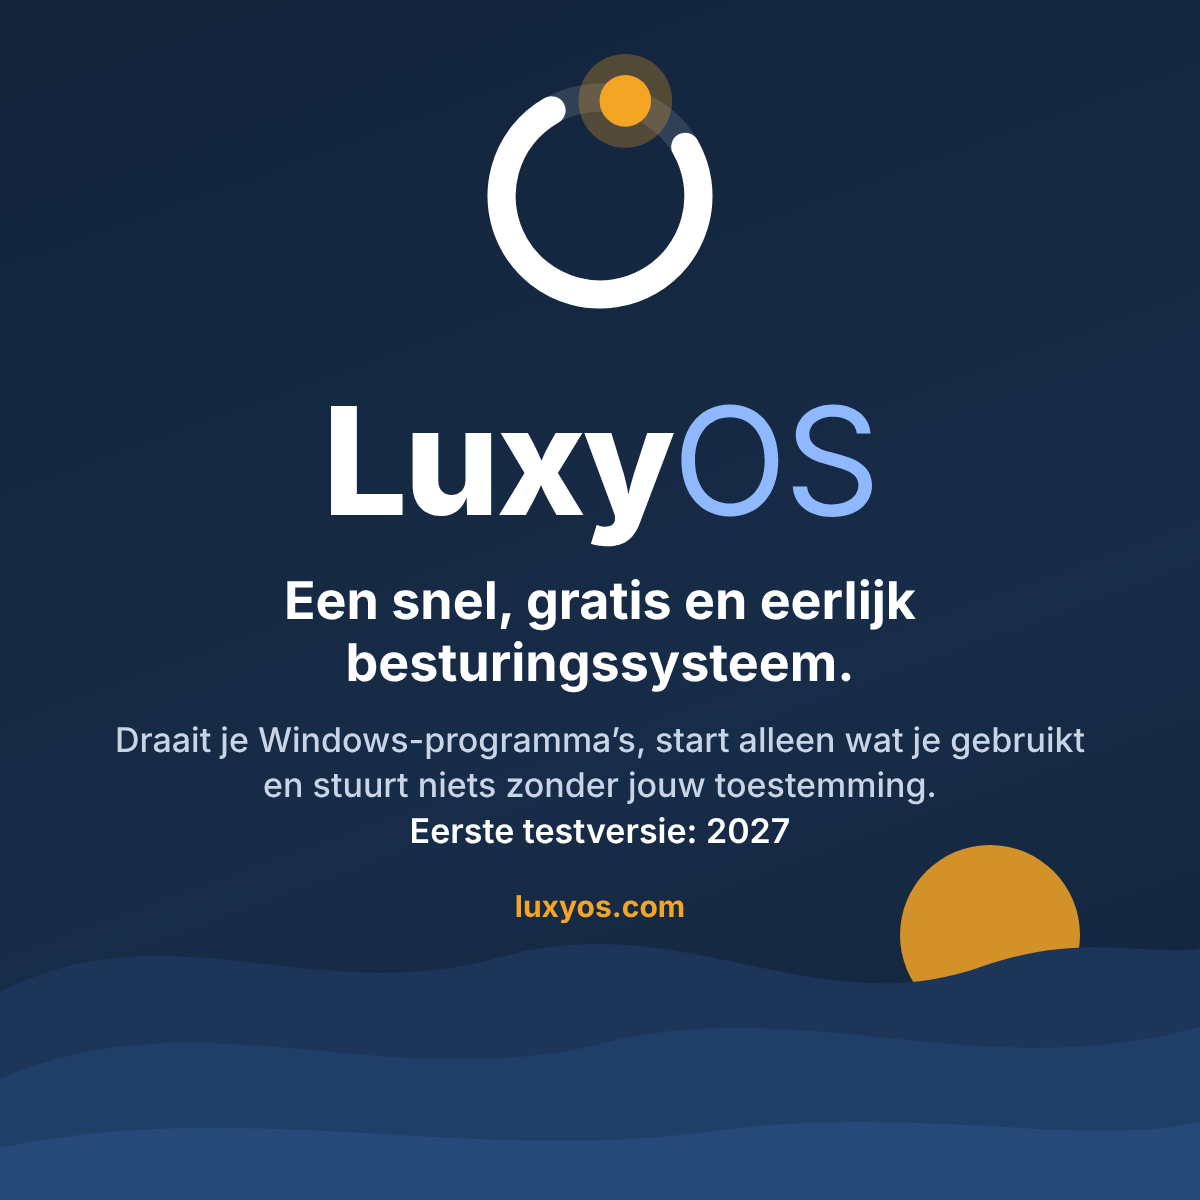 LuxyOS
Een snel, gratis en eerlijk
besturingssysteem.
Draait je Windows-programma’s, start alleen wat je gebruikt
en stuurt niets zonder jouw toestemming.
Eerste testversie: 2027
luxyos.com